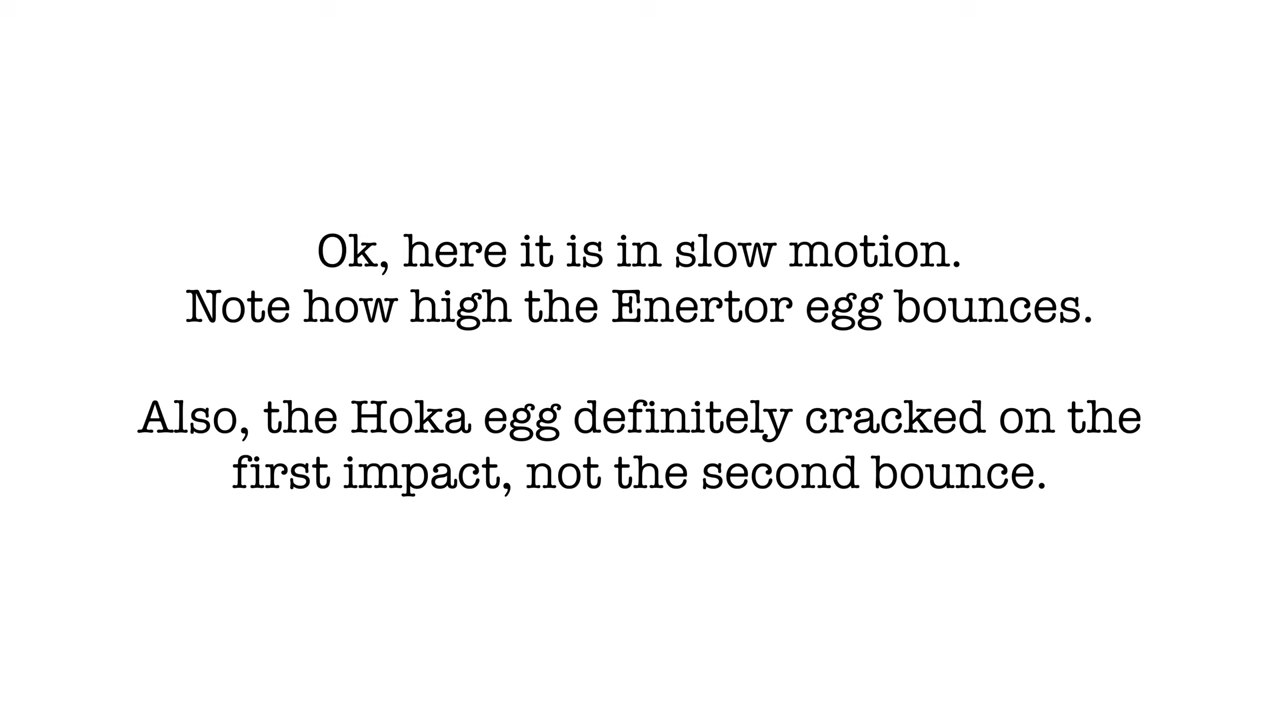 Ok, here it is in slow motion.
Note how high the Enertor egg bounces.
Also, the Hoka egg definitely cracked on the
first impact, not the second bounce.